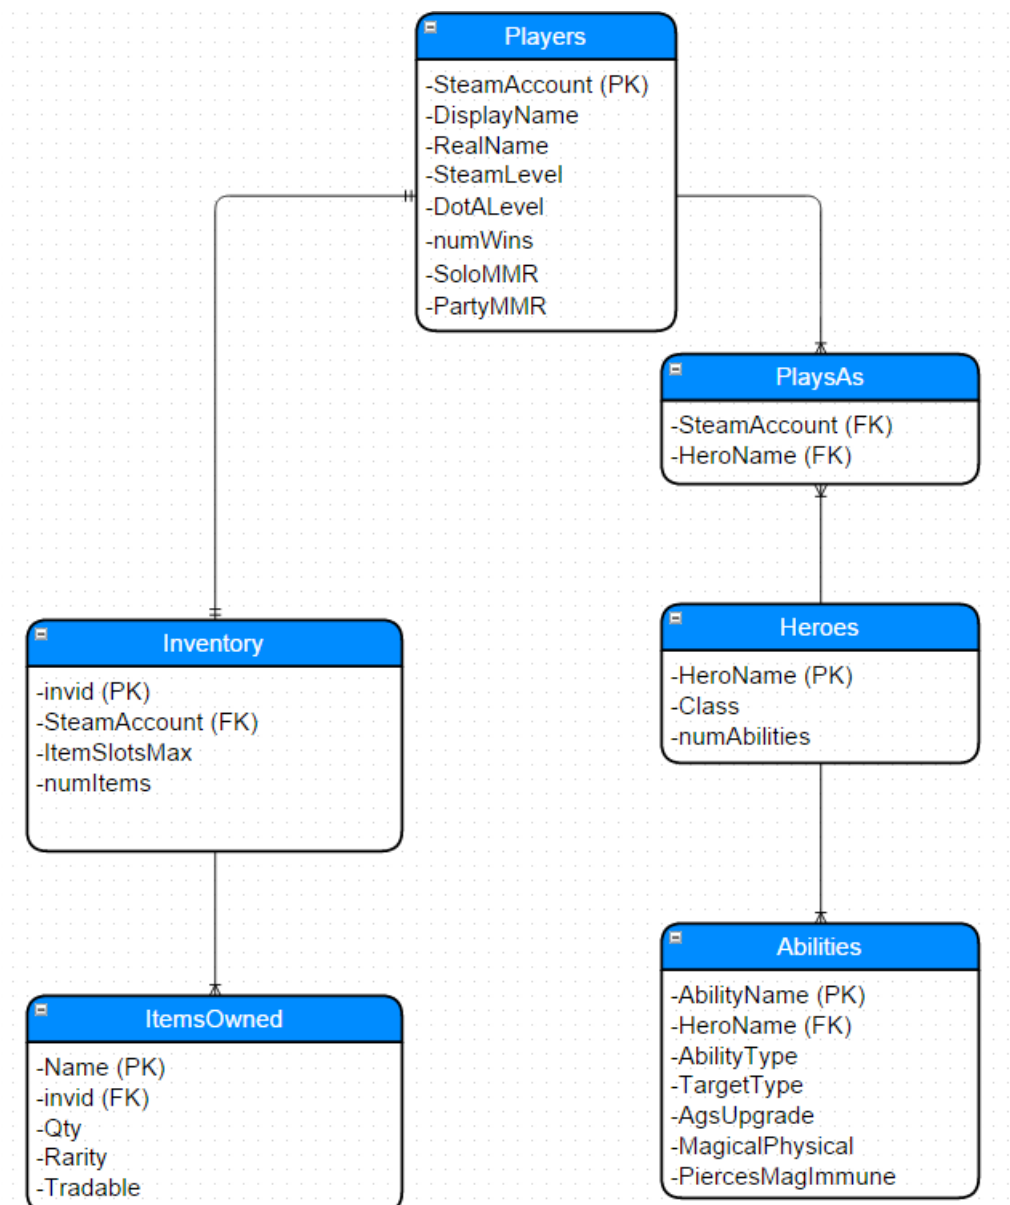 Players
-SteamAccount (PK)
-DisplayName
-RealName
-SteamLevel
-DotALevel
-numWins
-SoloMMR
-PartyMMR
PlaysAs
-SteamAccount (FK)
-HeroName (FK)
Inventory
-invid (PK)
-SteamAccount (FK)
-ItemSlotsMax
-numItems
Heroes
-HeroName (PK)
-Class
-numAbilities
ItemsOwned
-Name (PK)
-invid (FK)
-Qty
-Rarity
-Tradable
Abilities
-AbilityName (PK)
-HeroName (FK)
-AbilityType
-TargetType
-AgsUpgrade
-MagicalPhysical
-PiercesMagImmune